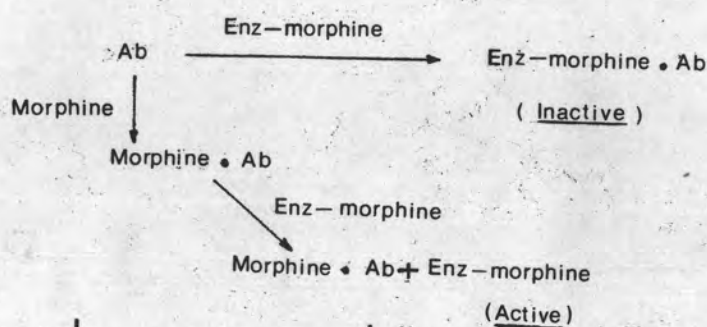 Enz-morphine
Ab
Enz-morphine • Ab
(Inactive)
Morphine
Morphine • Ab
Enz-morphine
Morphine • Ab + Enz-morphine
(Active)